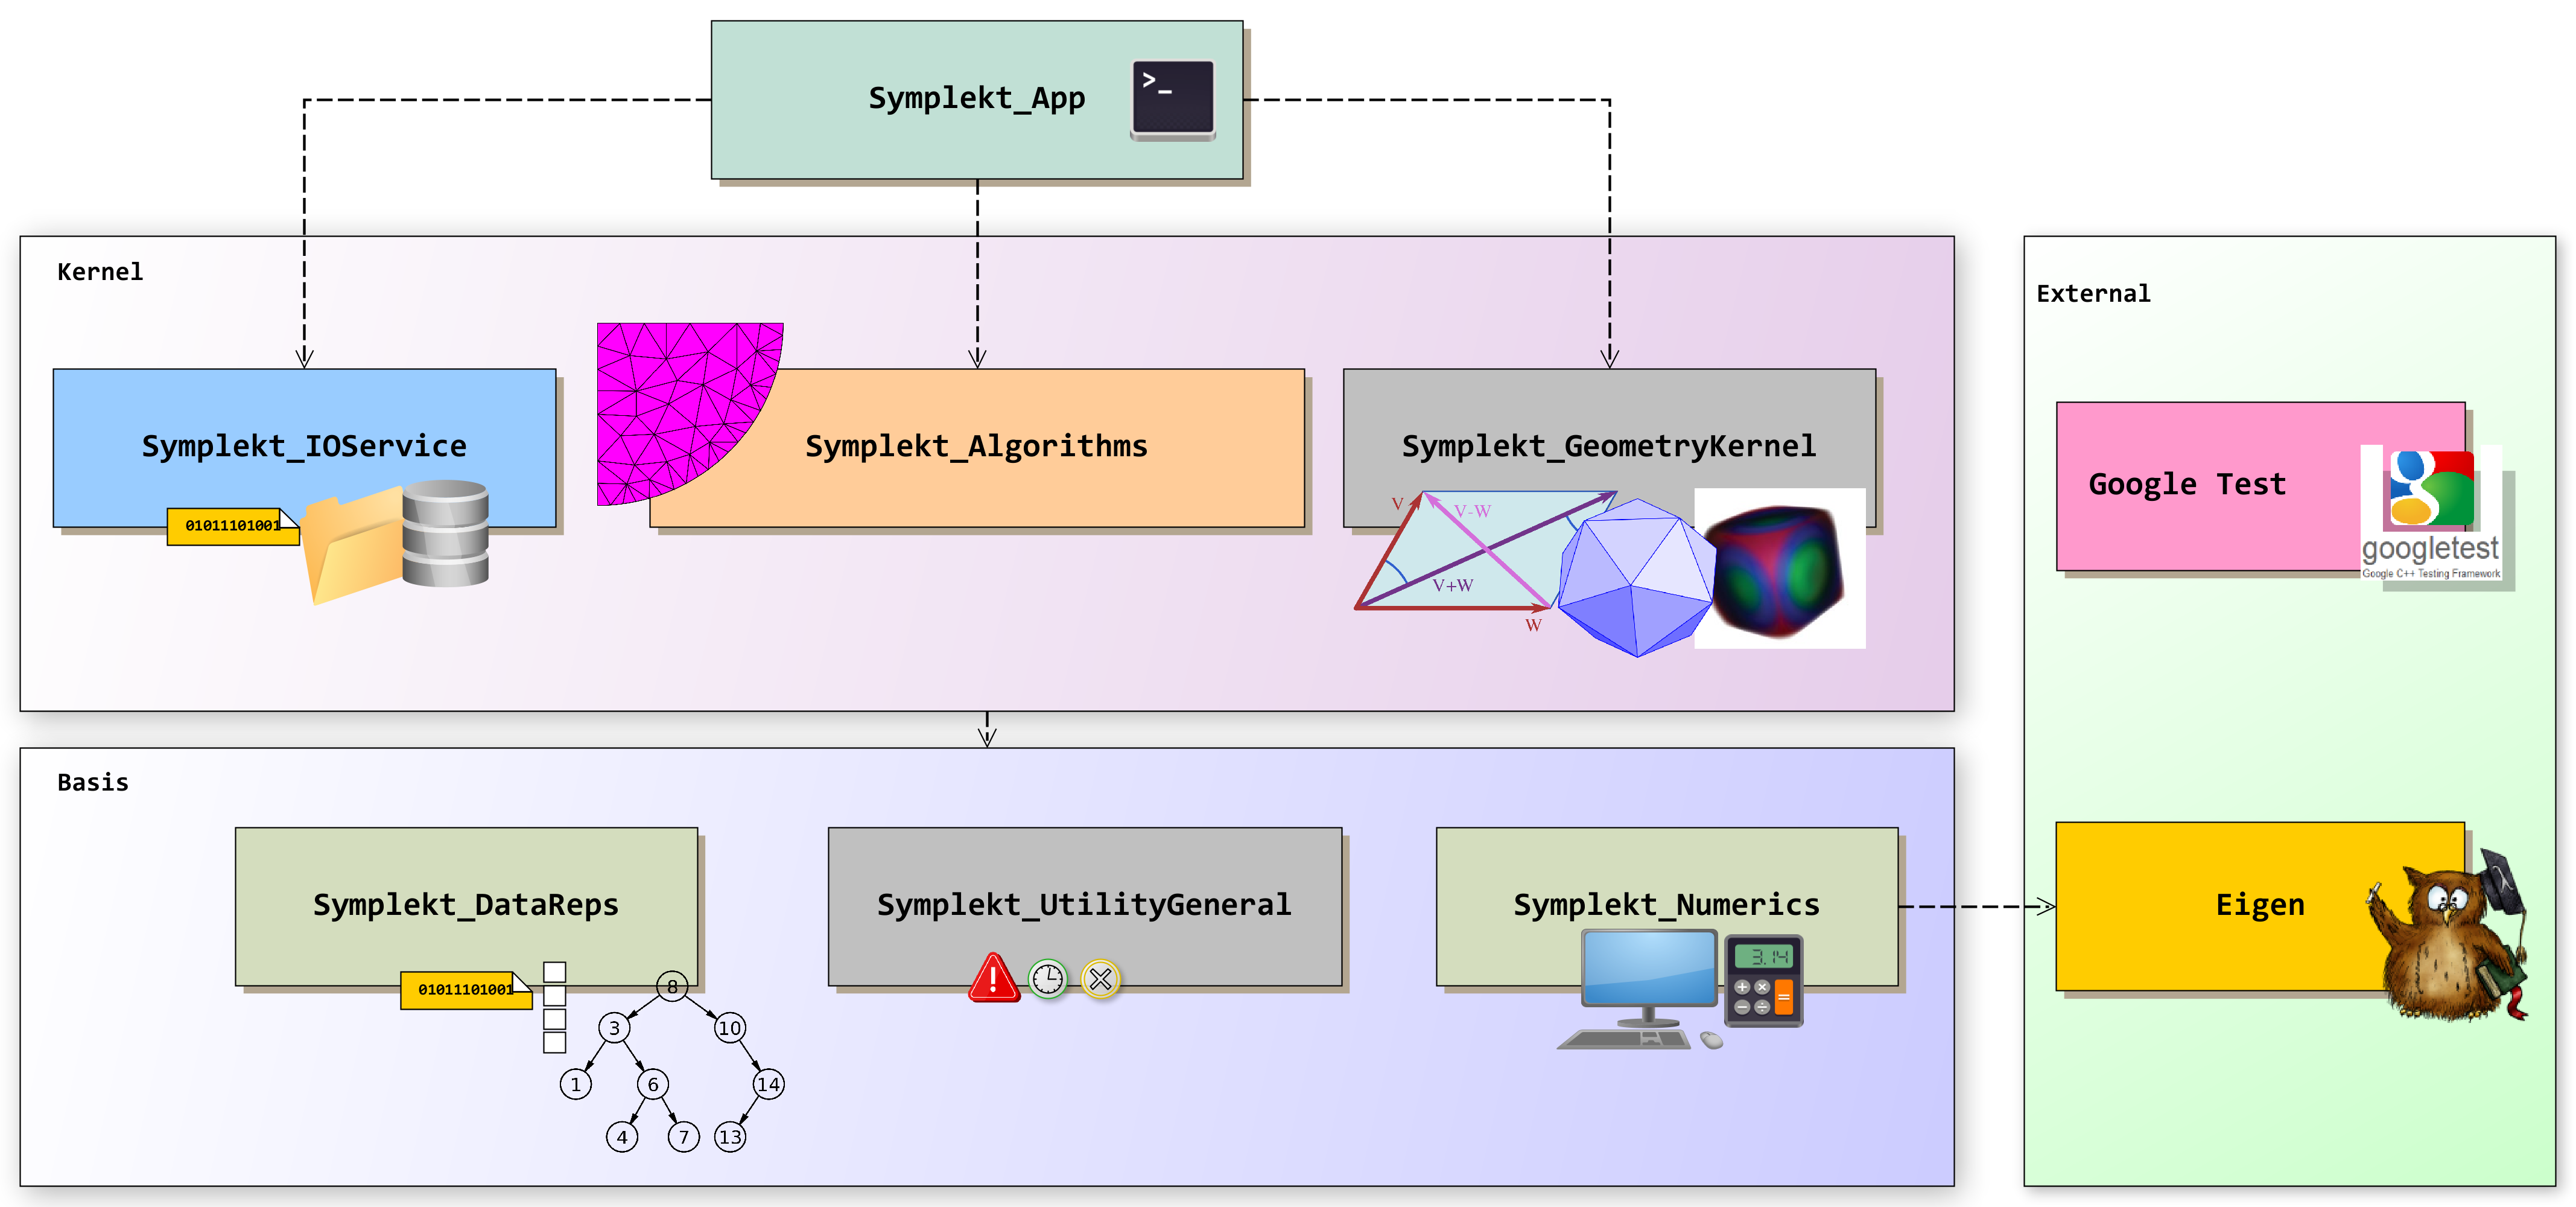 Symplekt_App
>_
Kernel
External
Symplekt_IOService
Symplekt_Algorithms
Symplekt_GeometryKernel
Google Test
01011101001
V
V-W
V+W
W
googletest
Google C++ Testing Framework
Basis
Symplekt_DataReps
Symplekt_UtilityGeneral
Symplekt_Numerics
Eigen
01011101001
!
3.14
+ ×
− ÷ =
8
3 10
1 6 14
4 7 13